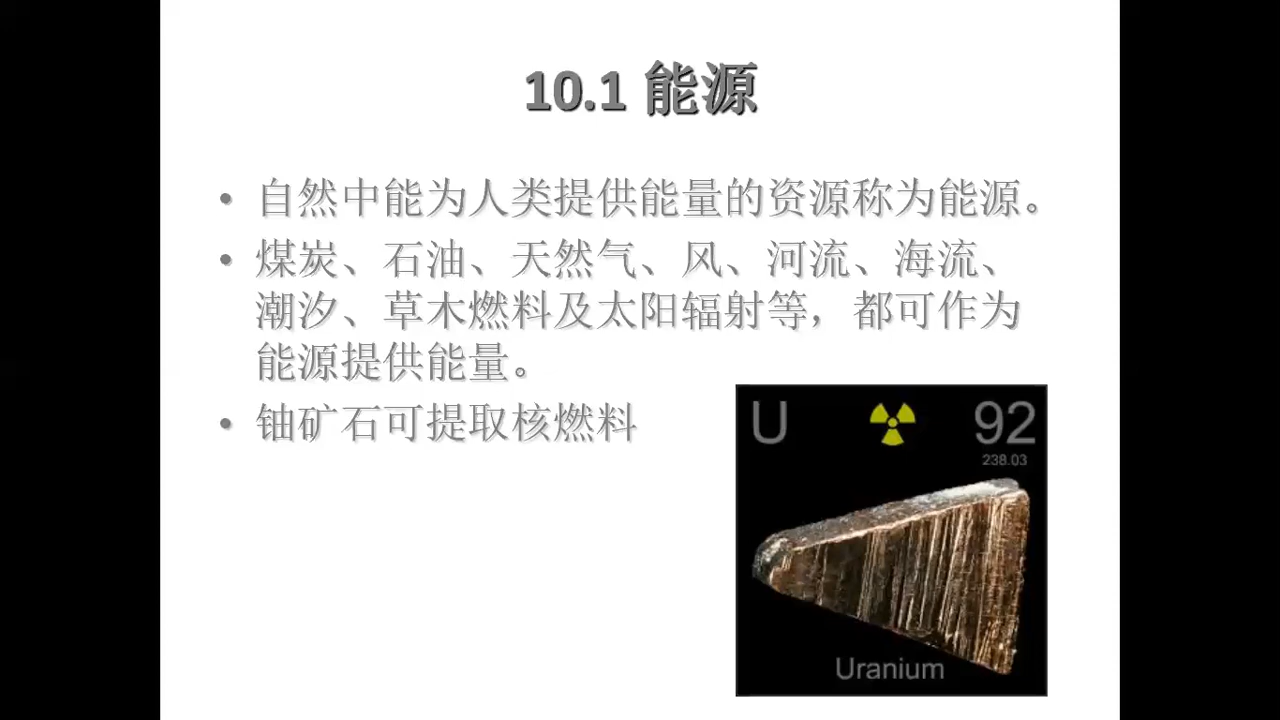 10.1 能源
• 自然中能为人类提供能量的资源称为能源。
• 煤炭、石油、天然气、风、河流、海流、
潮汐、草木燃料及太阳辐射等，都可作为
能源提供能量。
• 铀矿石可提取核燃料
U 92
238.03
Uranium